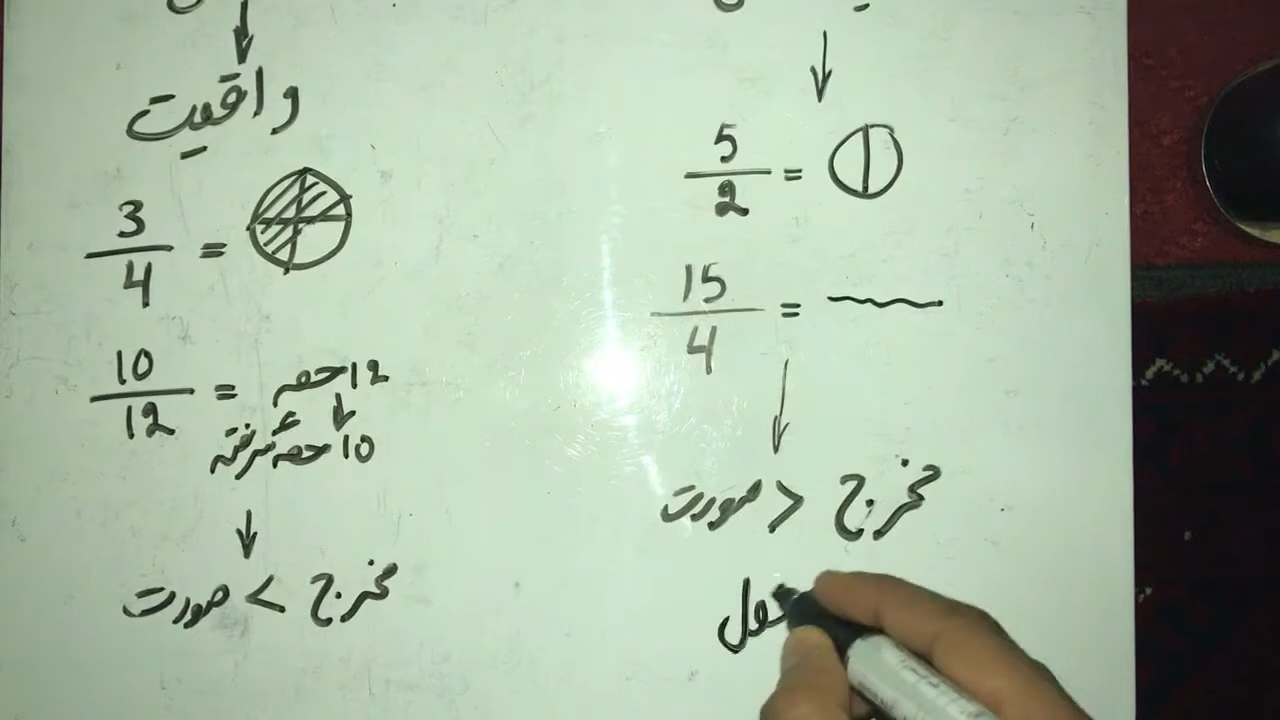 واقعیت
3/4 =
10/12 = 12 حصه
10 حصه گرفته
صورت < مخرج
5/2 =
15/4 =
صورت > مخرج